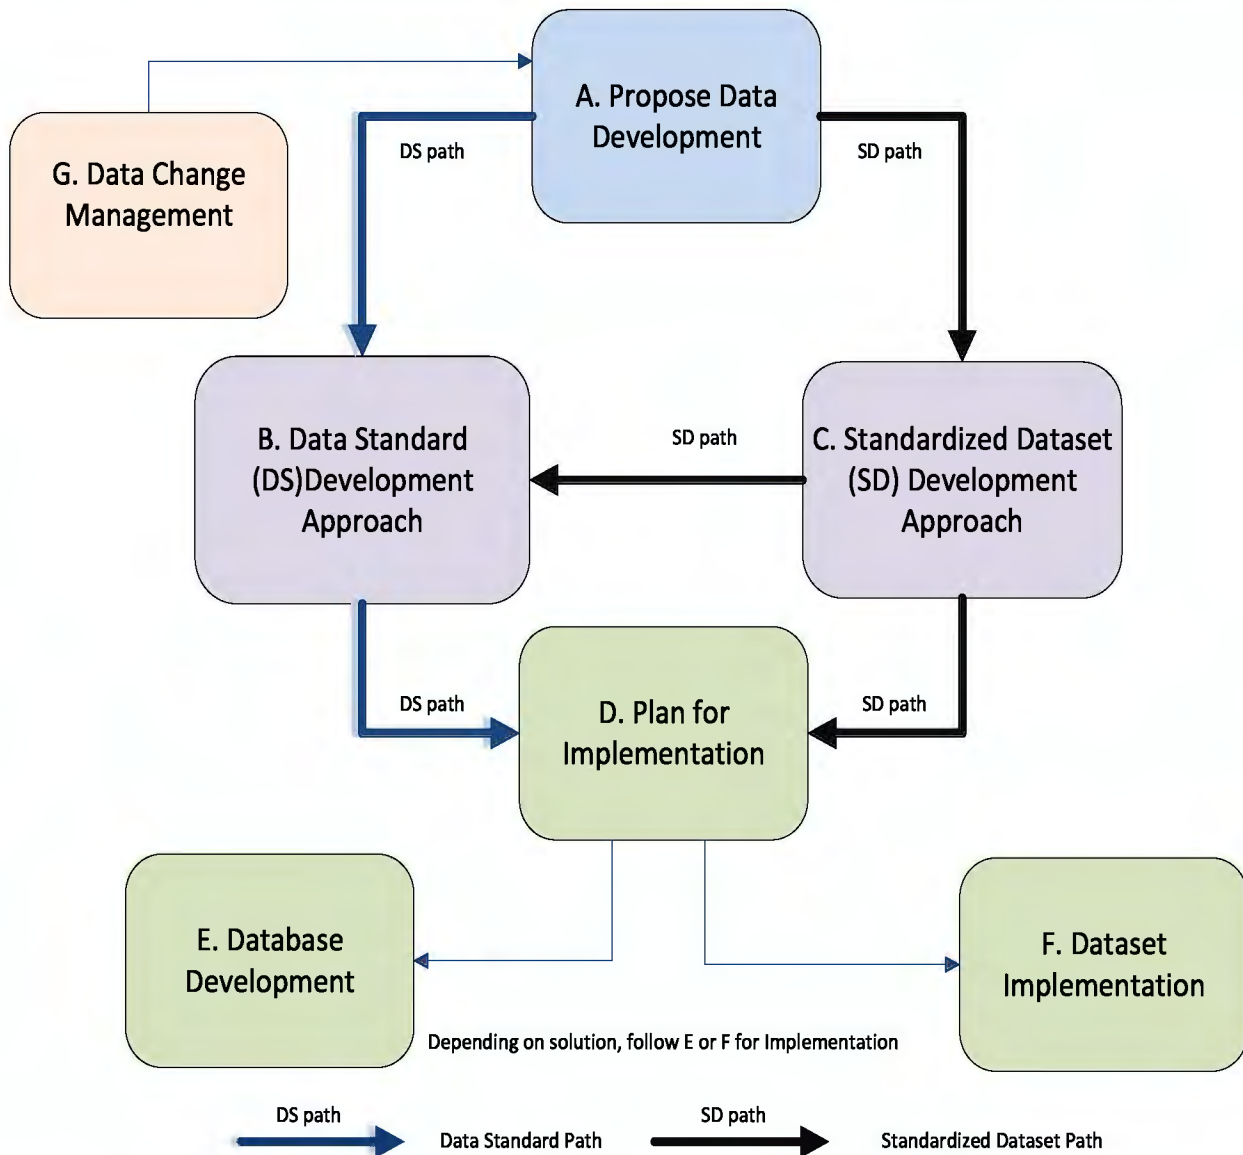 A. Propose Data
Development
DS path
SD path
G. Data Change
Management
B. Data Standard
(DS)Development
Approach
SD path
C. Standardized Dataset
(SD) Development
Approach
DS path
D. Plan for
Implementation
SD path
E. Database
Development
F. Dataset
Implementation
Depending on solution, follow E or F for Implementation
DS path
Data Standard Path
SD path
Standardized Dataset Path